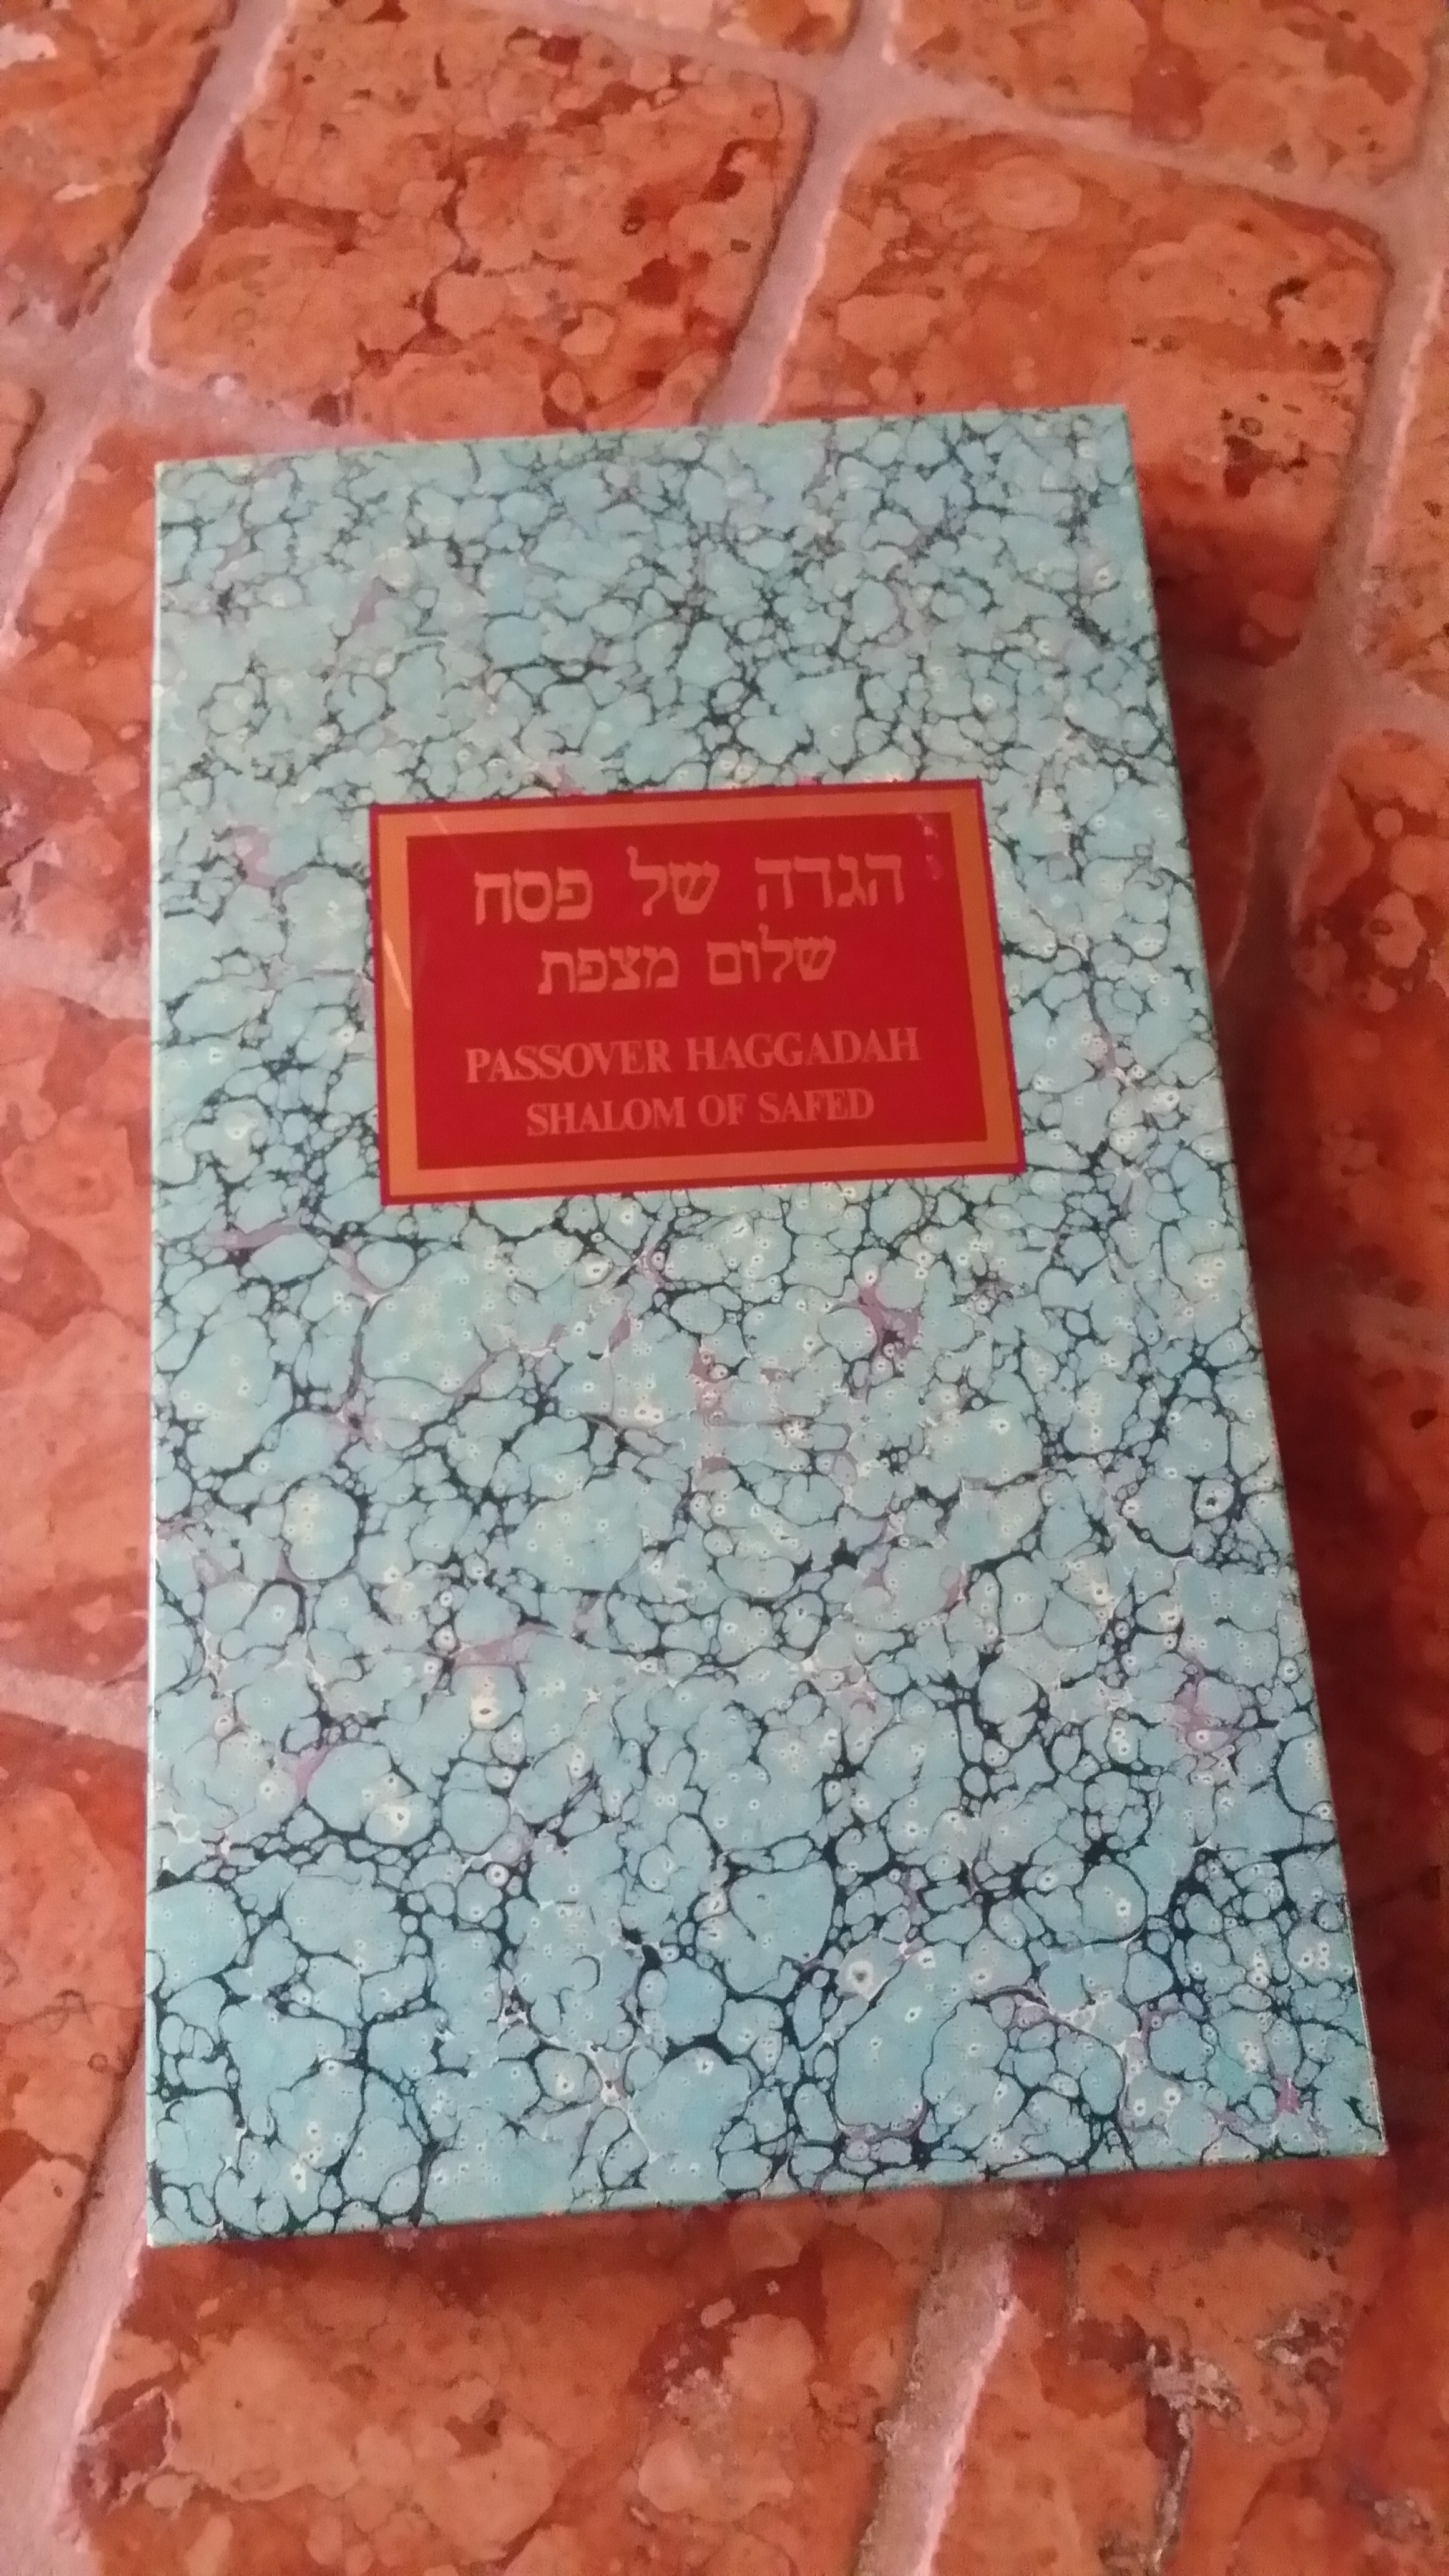 הגדה של פסח
שלום מצפת
PASSOVER HAGGADAH
SHALOM OF SAFED